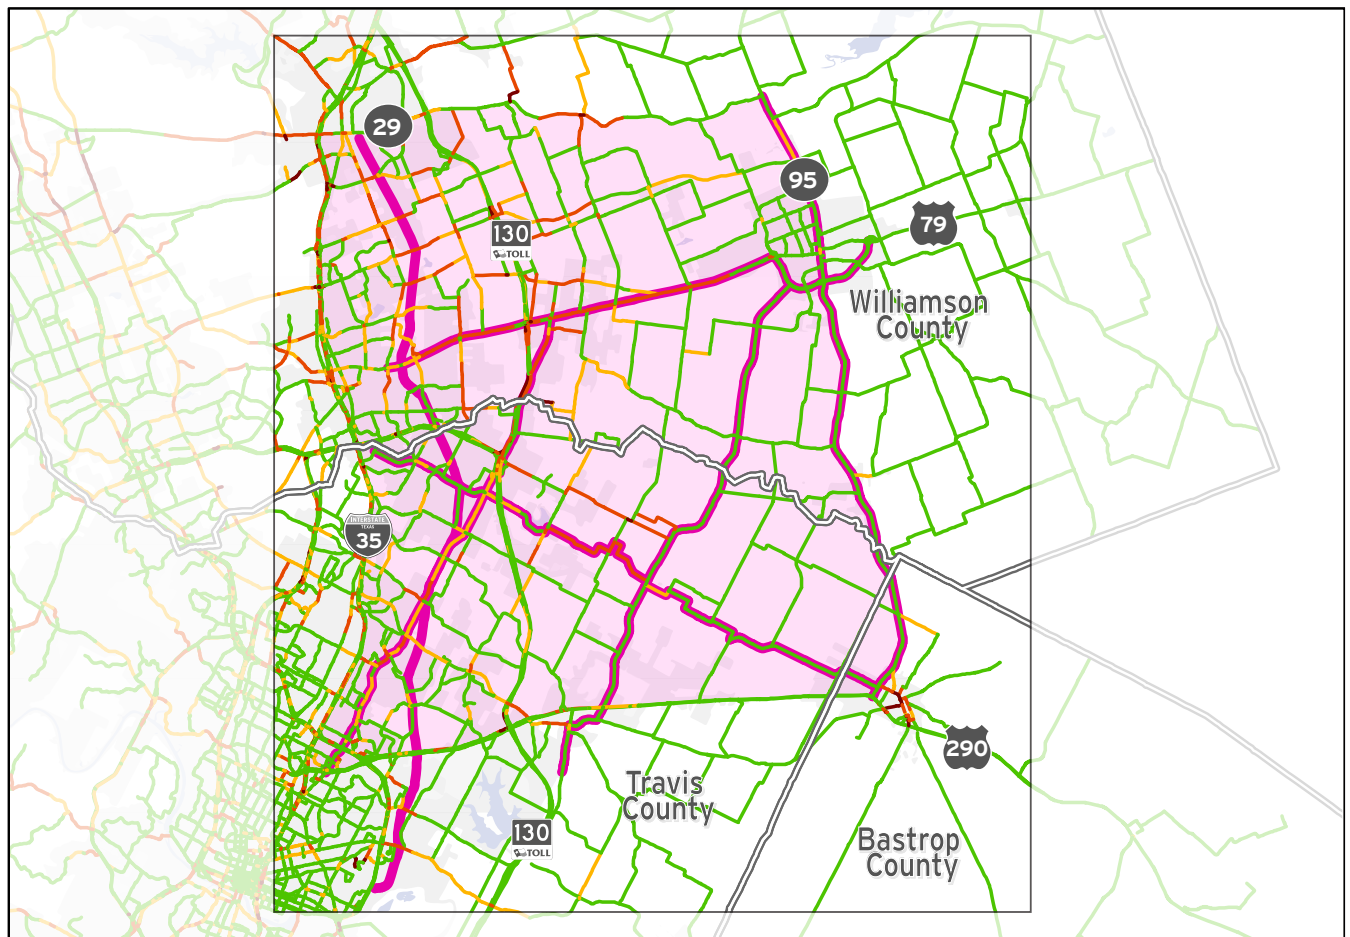 29
95
79
130
TOLL
Williamson
County
INTERSTATE
TEXAS
35
290
Travis
County
130
TOLL
Bastrop
County